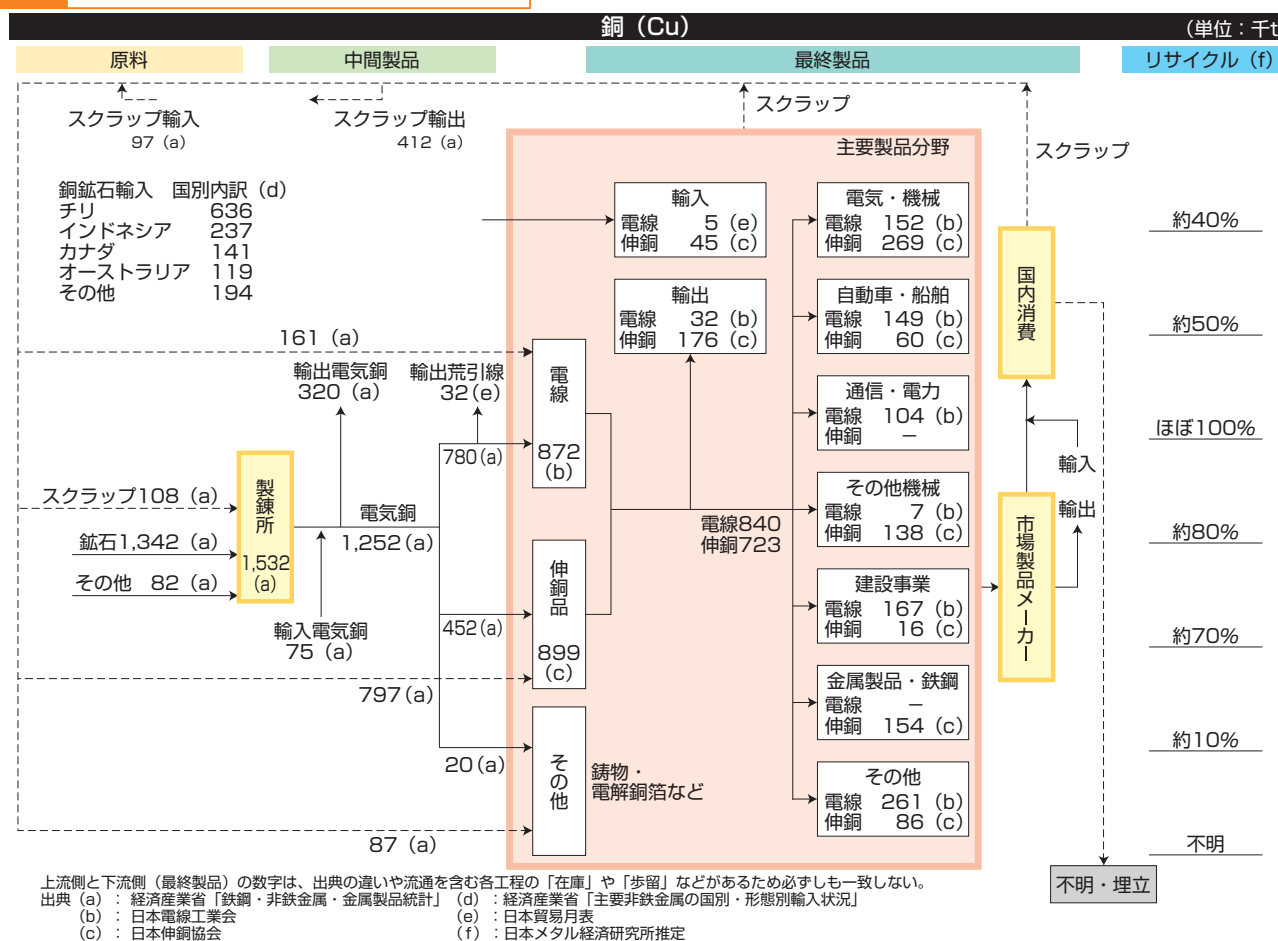 銅（Cu）
（単位：千t
原料
中間製品
最終製品
リサイクル（f）
スクラップ輸入
97（a）
スクラップ輸出
412（a）
スクラップ
スクラップ
銅鉱石輸入　国別内訳（d）
チリ　636
インドネシア　237
カナダ　141
オーストラリア　119
その他　194
主要製品分野
輸入
電線　5（e）
伸銅　45（c）
輸出
電線　32（b）
伸銅　176（c）
電気・機械
電線　152（b）
伸銅　269（c）
自動車・船舶
電線　149（b）
伸銅　60（c）
通信・電力
電線　104（b）
伸銅　－
その他機械
電線　7（b）
伸銅　138（c）
建設事業
電線　167（b）
伸銅　16（c）
金属製品・鉄鋼
電線　－
伸銅　154（c）
その他
電線　261（b）
伸銅　86（c）
約40%
約50%
ほぼ100%
約80%
約70%
約10%
不明
国内消費
輸入
輸出
市場製品メーカー
不明・埋立
161（a）
輸出電気銅
320（a）
輸出荒引線
32（e）
電線
872
（b）
780（a）
スクラップ108（a）
鉱石1,342（a）
その他　82（a）
製錬所
1,532
（a）
電気銅
1,252（a）
輸入電気銅
75（a）
電線840
伸銅723
伸銅品
899
（c）
452（a）
797（a）
20（a）
その他
鋳物・
電解銅箔など
87（a）
上流側と下流側（最終製品）の数字は、出典の違いや流通を含む各工程の「在庫」や「歩留」などがあるため必ずしも一致しない。
出典（a）：経済産業省「鉄鋼・非鉄金属・金属製品統計」（d）：経済産業省「主要非鉄金属の国別・形態別輸入状況」
（b）：日本電線工業会　（e）：日本貿易月表
（c）：日本伸銅協会　（f）：日本メタル経済研究所推定